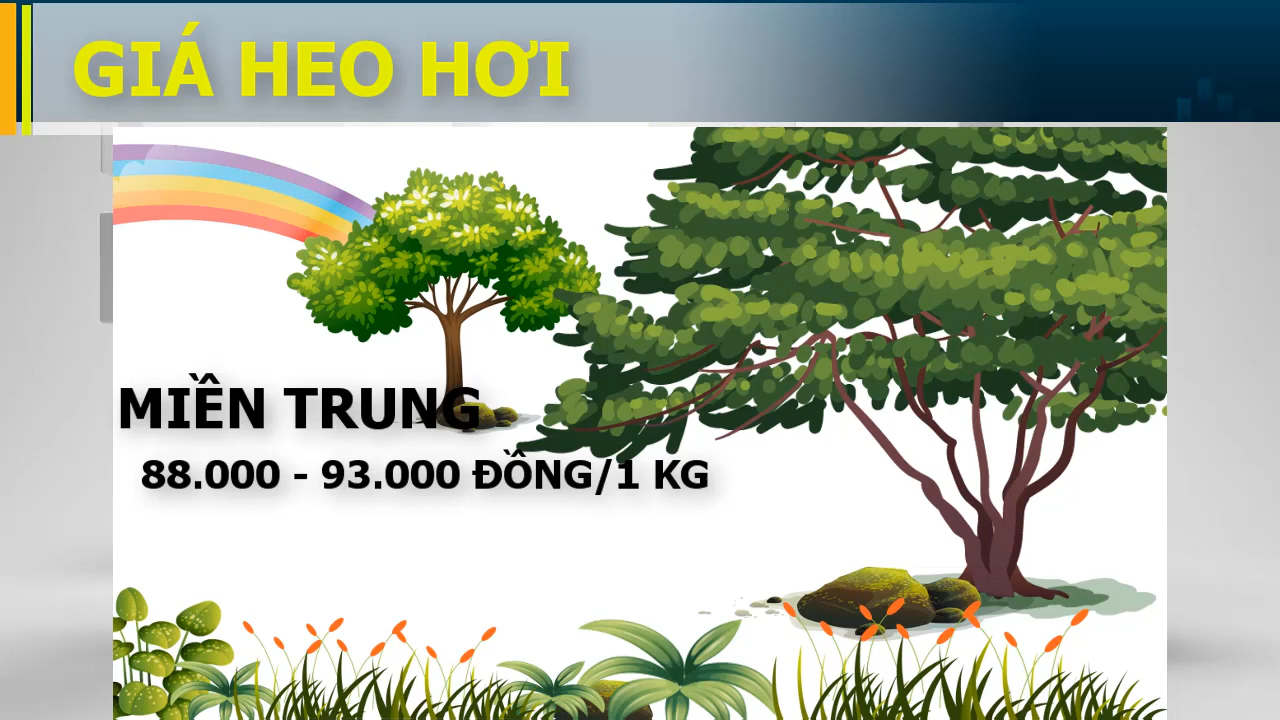 GIÁ HEO HƠI
MIỀN TRUNG
88.000 - 93.000 ĐỒNG/1 KG